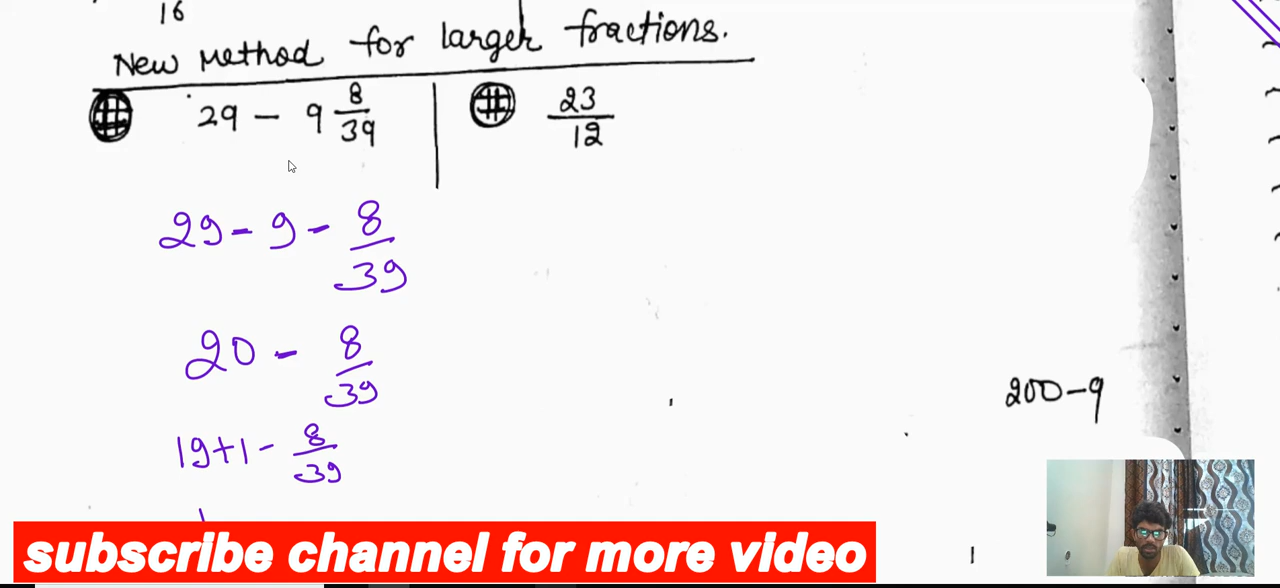 16
New Method for larger fractions.
29 - 9 8/39
23/12
29 - 9 - 8/39
20 - 8/39
19+1 - 8/39
200-9
subscribe channel for more video